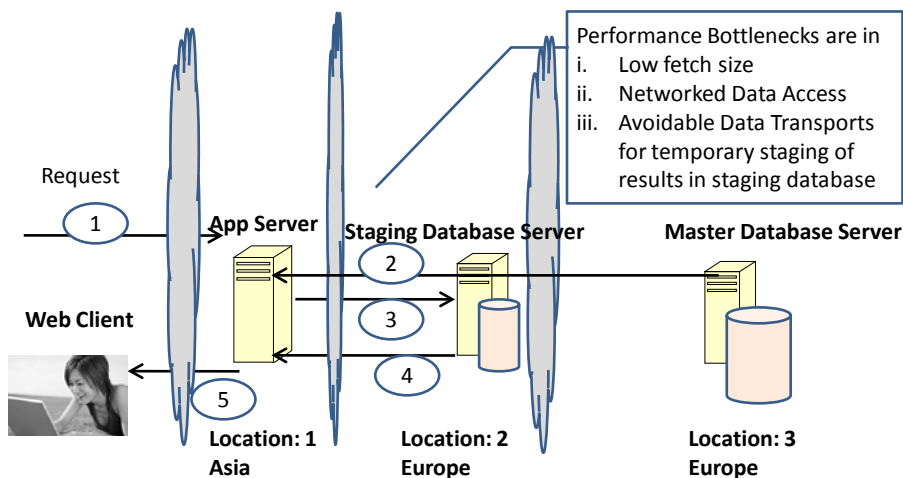 Performance Bottlenecks are in
i. Low fetch size
ii. Networked Data Access
iii. Avoidable Data Transports
for temporary staging of
results in staging database
Request
1
App Server
Staging Database Server
Master Database Server
2
3
Web Client
4
5
Location: 1
Asia
Location: 2
Europe
Location: 3
Europe